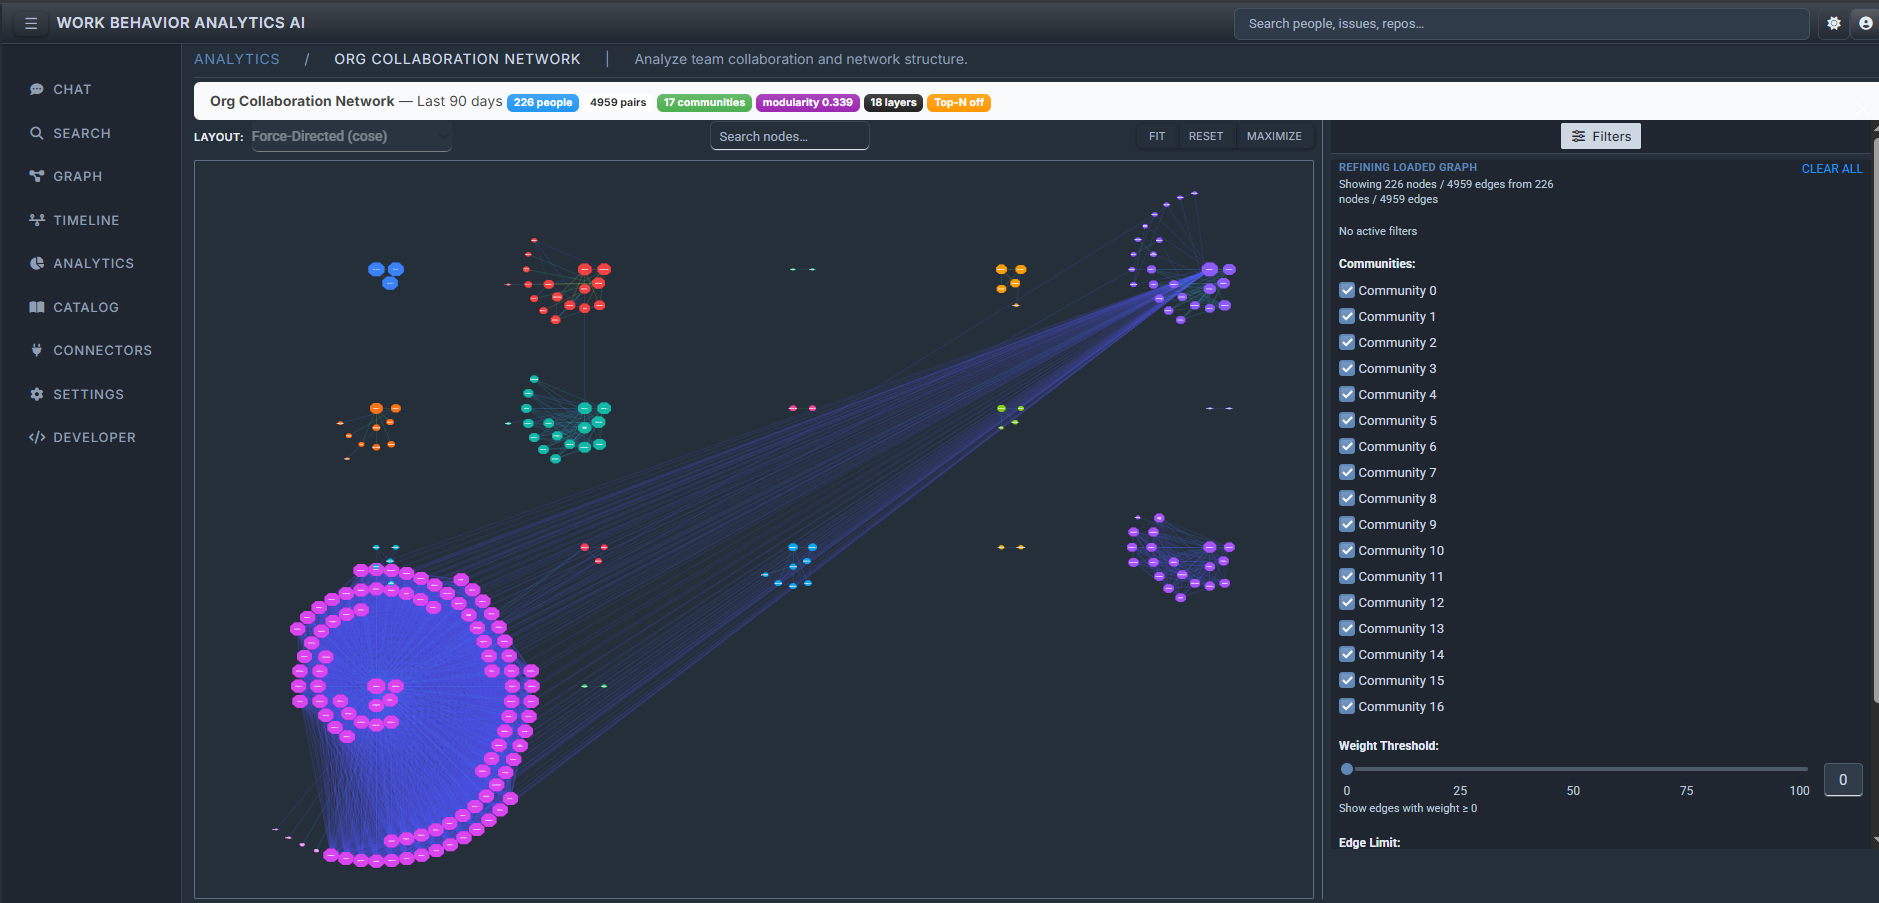 WORK BEHAVIOR ANALYTICS AI
Search people, issues, repos...
CHAT
SEARCH
GRAPH
TIMELINE
ANALYTICS
CATALOG
CONNECTORS
SETTINGS
DEVELOPER
ANALYTICS / ORG COLLABORATION NETWORK | Analyze team collaboration and network structure.
Org Collaboration Network — Last 90 days 226 people 4959 pairs 17 communities modularity 0.339 18 layers Top-N off
LAYOUT: Force-Directed (cose)
Search nodes...
FIT RESET MAXIMIZE
Filters
REFINING LOADED GRAPH
CLEAR ALL
Showing 226 nodes / 4959 edges from 226
nodes / 4959 edges
No active filters
Communities:
Community 0
Community 1
Community 2
Community 3
Community 4
Community 5
Community 6
Community 7
Community 8
Community 9
Community 10
Community 11
Community 12
Community 13
Community 14
Community 15
Community 16
Weight Threshold:
0
0 25 50 75 100
Show edges with weight ≥ 0
Edge Limit: